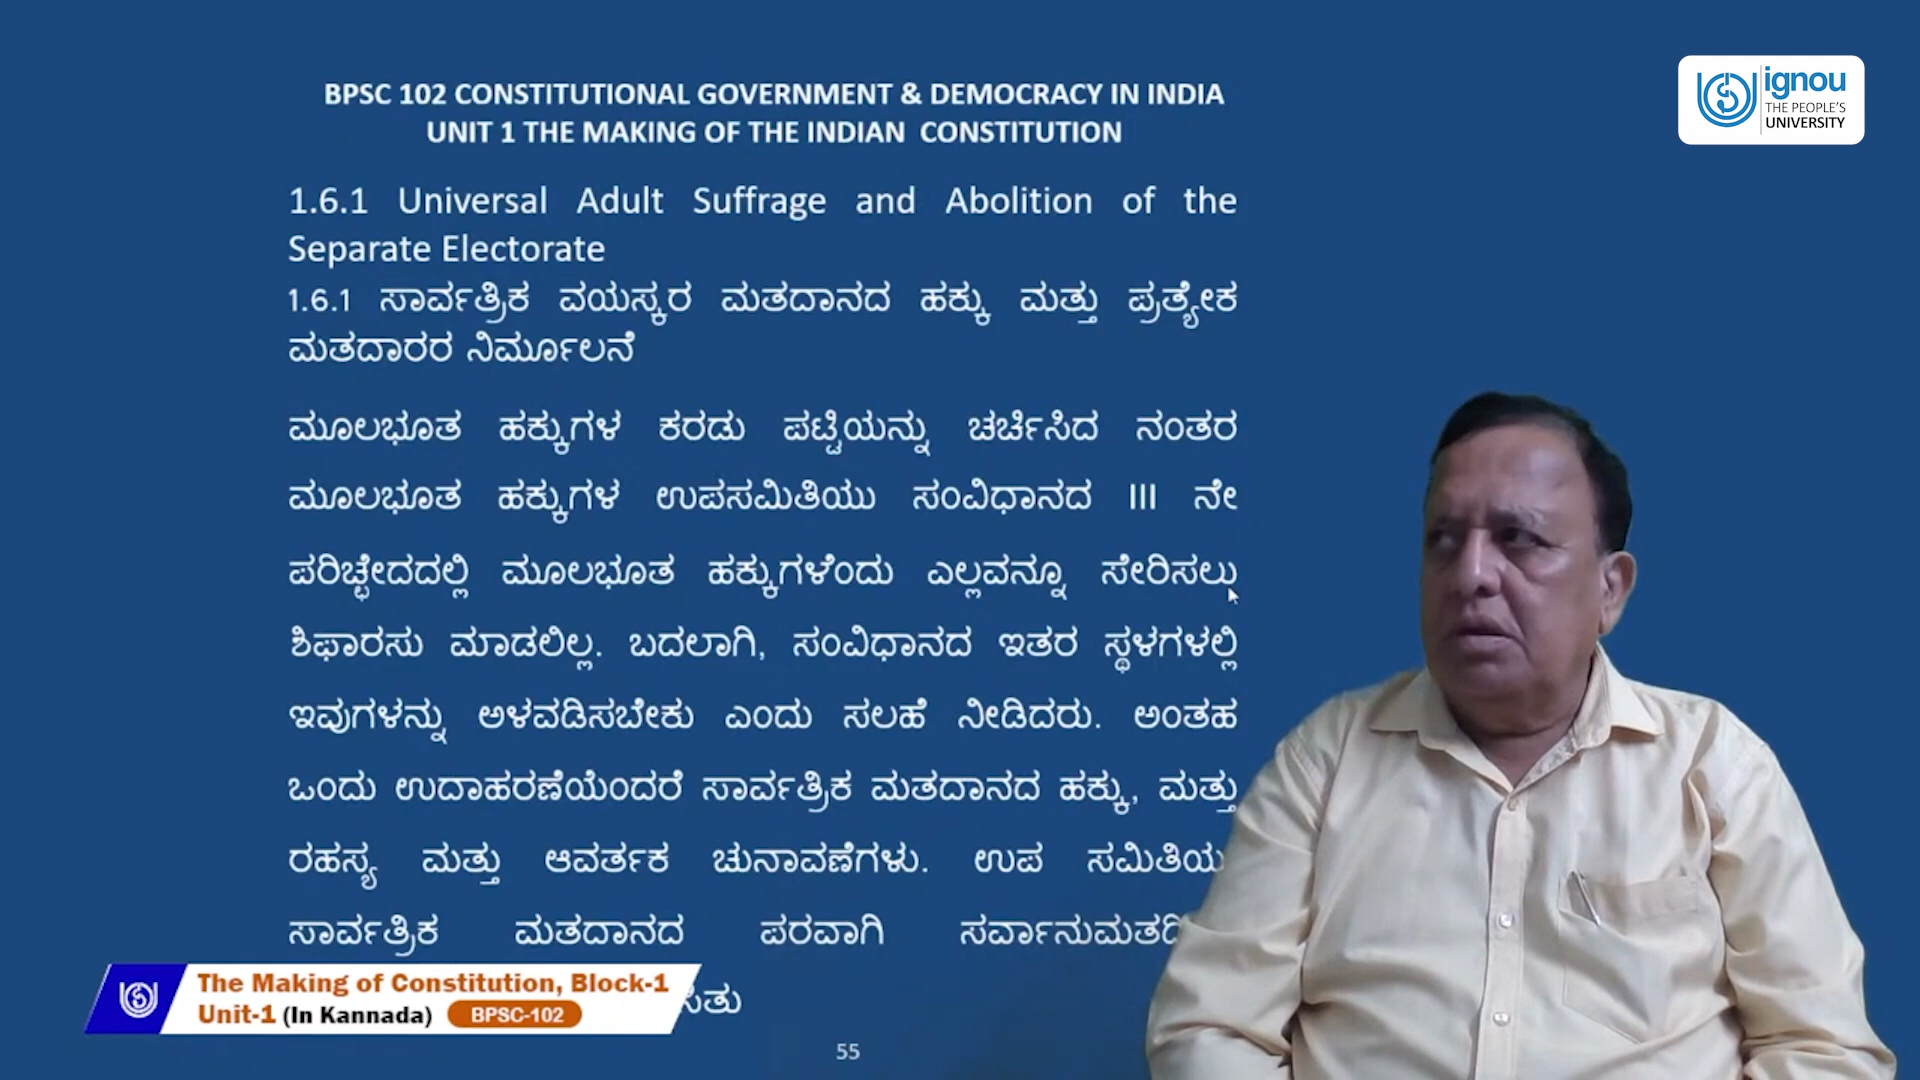 BPSC 102 CONSTITUTIONAL GOVERNMENT & DEMOCRACY IN INDIA
UNIT 1 THE MAKING OF THE INDIAN CONSTITUTION
ignou
THE PEOPLE'S
UNIVERSITY
1.6.1 Universal Adult Suffrage and Abolition of the
Separate Electorate
1.6.1 ಸಾರ್ವತ್ರಿಕ ವಯಸ್ಕರ ಮತದಾನದ ಹಕ್ಕು ಮತ್ತು ಪ್ರತ್ಯೇಕ
ಮತದಾರರ ನಿರ್ಮೂಲನೆ
ಮೂಲಭೂತ ಹಕ್ಕುಗಳ ಕರಡು ಪಟ್ಟಿಯನ್ನು ಚರ್ಚಿಸಿದ ನಂತರ
ಮೂಲಭೂತ ಹಕ್ಕುಗಳ ಉಪಸಮಿತಿಯು ಸಂವಿಧಾನದ III ನೇ
ಪರಿಚ್ಛೇದದಲ್ಲಿ ಮೂಲಭೂತ ಹಕ್ಕುಗಳೆಂದು ಎಲ್ಲವನ್ನೂ ಸೇರಿಸಲು
ಶಿಫಾರಸು ಮಾಡಲಿಲ್ಲ. ಬದಲಾಗಿ, ಸಂವಿಧಾನದ ಇತರ ಸ್ಥಳಗಳಲ್ಲಿ
ಇವುಗಳನ್ನು ಅಳವಡಿಸಬೇಕು ಎಂದು ಸಲಹೆ ನೀಡಿದರು. ಅಂತಹ
ಒಂದು ಉದಾಹರಣೆಯೆಂದರೆ ಸಾರ್ವತ್ರಿಕ ಮತದಾನದ ಹಕ್ಕು, ಮತ್ತು
ರಹಸ್ಯ ಮತ್ತು ಆವರ್ತಕ ಚುನಾವಣೆಗಳು. ಉಪ
ಸಾರ್ವತ್ರಿಕ ಮತದಾನದ ಪರವಾಗಿ
The Making of Constitution, Block-1
Unit-1 (In Kannada) BPSC-102
55